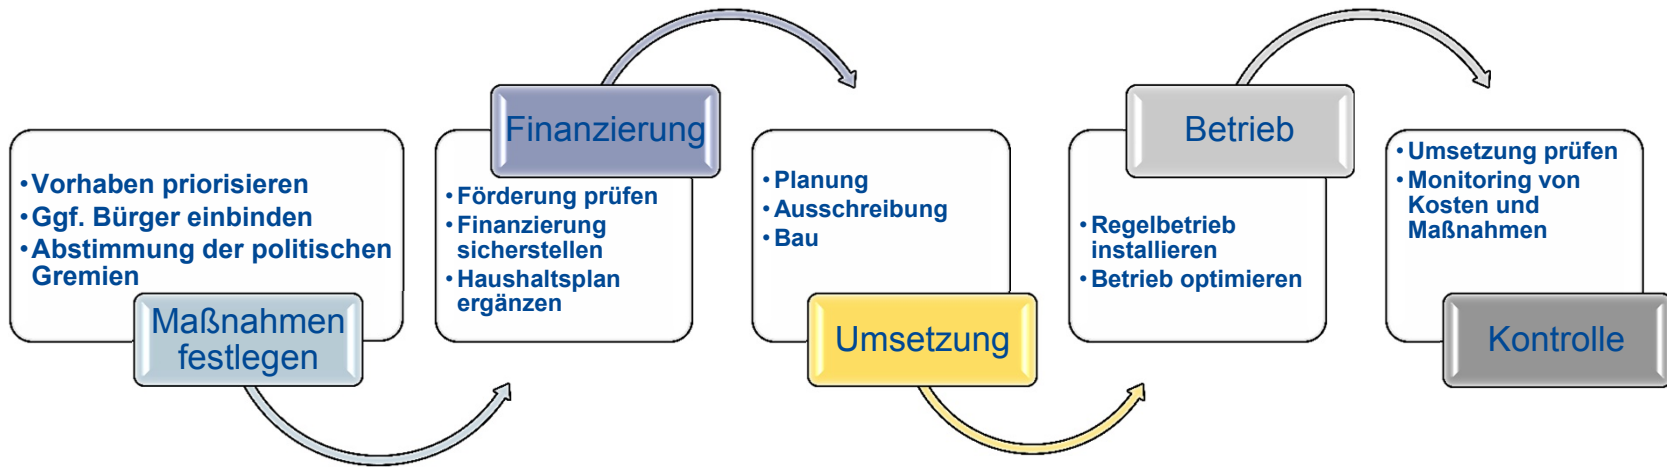 • Vorhaben priorisieren
• Ggf. Bürger einbinden
• Abstimmung der politischen
Gremien
Maßnahmen
festlegen
Finanzierung
• Förderung prüfen
• Finanzierung
sicherstellen
• Haushaltsplan
ergänzen
• Planung
• Ausschreibung
• Bau
Umsetzung
Betrieb
• Regelbetrieb
installieren
• Betrieb optimieren
• Umsetzung prüfen
• Monitoring von
Kosten und
Maßnahmen
Kontrolle